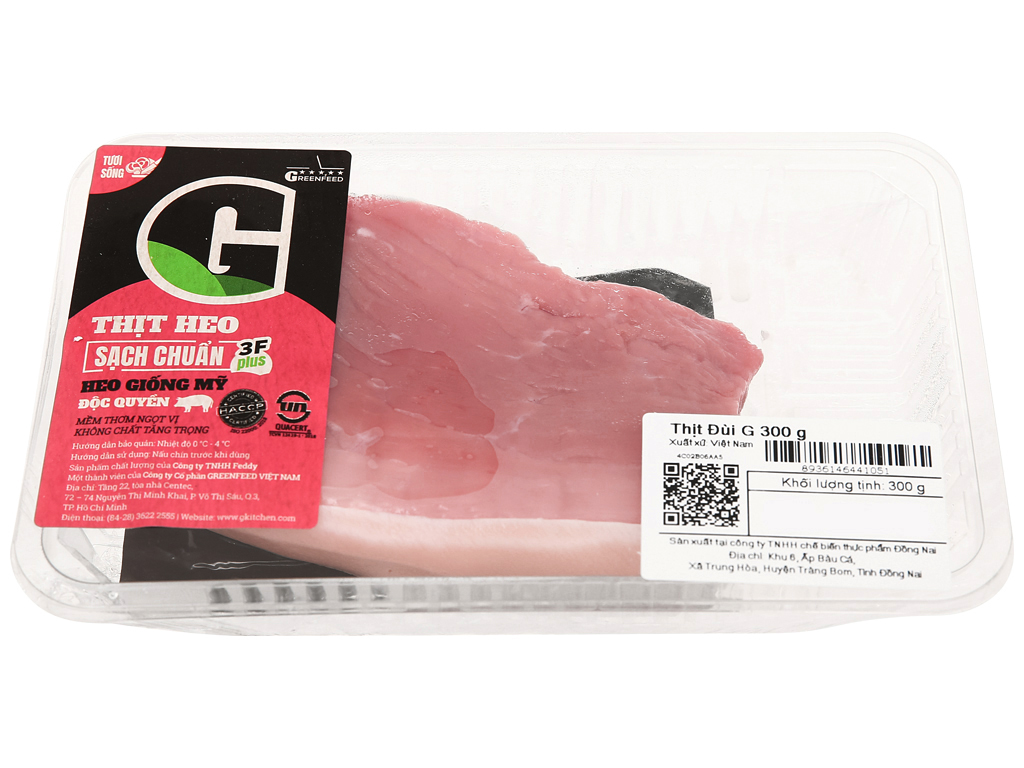 TƯƠI
SỐNG
GREENFEED
G
THỊT HEO
SẠCH CHUẨN
3F
plus
HEO GIỐNG MỸ
ĐỘC QUYỀN
MỀM THƠM NGỌT VỊ
KHÔNG CHẤT TĂNG TRỌNG
HACCP
QUACERT
Hướng dẫn bảo quản: Nhiệt độ 0 °C - 4 °C
Hướng dẫn sử dụng: Nấu chín trước khi dùng
Sản phẩm chất lượng của Công ty TNHH Feddy
Một thành viên của Công ty Cổ phần GREENFEED VIỆT NAM
Địa chỉ: Tầng 22, tòa nhà Centec,
72 – 74 Nguyễn Thị Minh Khai, P. Võ Thị Sáu, Q.3,
TP. Hồ Chí Minh
Điện thoại: (84-28) 3622 2555 | Website: www.gkitchen.com
Thịt Đùi G 300 g
Xuất xứ: Việt Nam
4C02B06AA5
8936146441051
Khối lượng tịnh: 300 g
Sản xuất tại công ty TNHH chế biến thực phẩm Đồng Nai
Địa chỉ: Khu 6, Ấp Bàu Cá,
Xã Trung Hòa, Huyện Trảng Bom, Tỉnh Đồng Nai